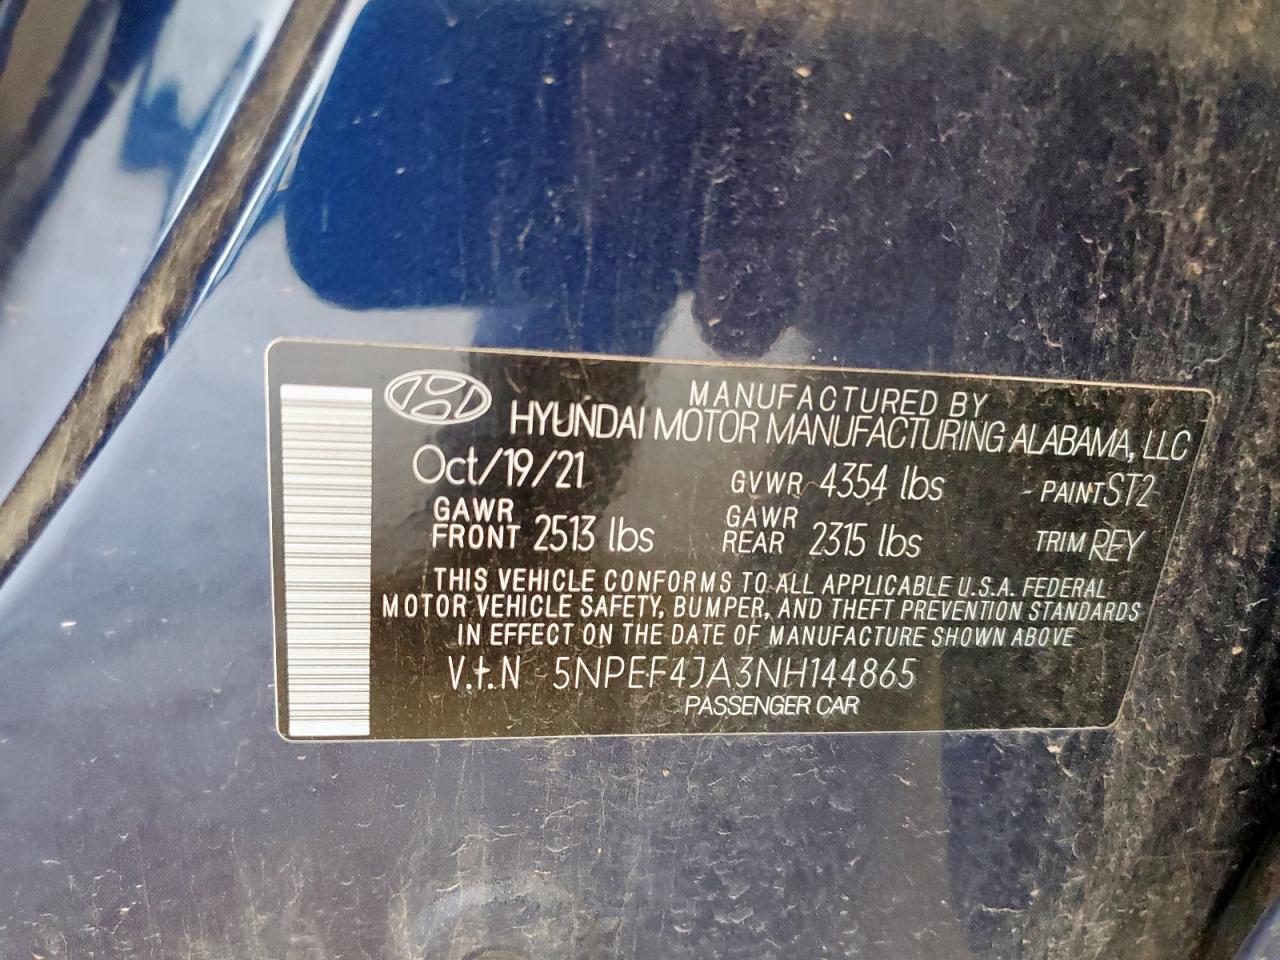 MANUFACTURED BY
HYUNDAI MOTOR MANUFACTURING ALABAMA, LLC
Oct/19/21 GVWR 4354 lbs PAINT ST2
GAWR FRONT 2513 lbs GAWR REAR 2315 lbs TRIM REY
THIS VEHICLE CONFORMS TO ALL APPLICABLE U.S.A. FEDERAL
MOTOR VEHICLE SAFETY, BUMPER, AND THEFT PREVENTION STANDARDS
IN EFFECT ON THE DATE OF MANUFACTURE SHOWN ABOVE
V.I.N 5NPEF4JA3NH144865
PASSENGER CAR